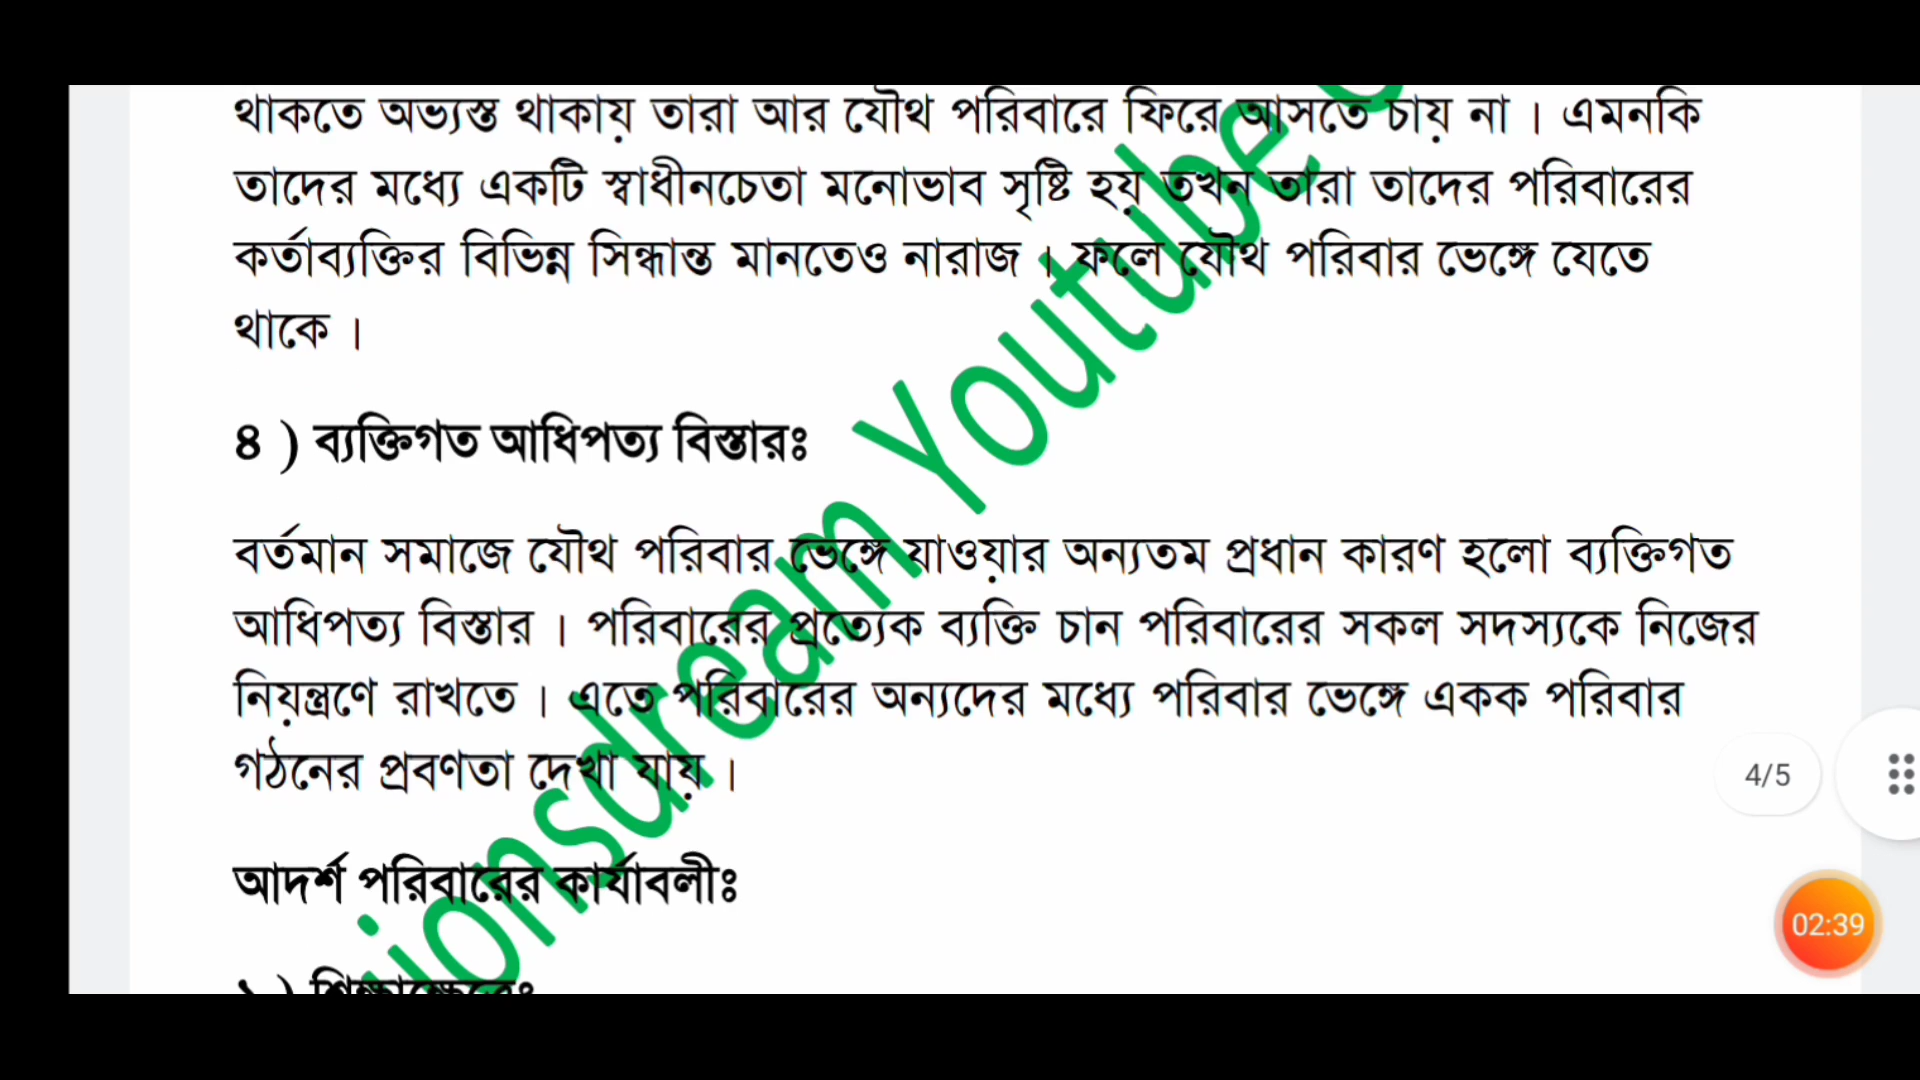 থাকতে অভ্যস্ত থাকায় তারা আর যৌথ পরিবারে ফিরে আসতে চায় না । এমনকি
তাদের মধ্যে একটি স্বাধীনচেতা মনোভাব সৃষ্টি হয় তখন তারা তাদের পরিবারের
কর্তাব্যক্তির বিভিন্ন সিন্ধান্ত মানতেও নারাজ । ফলে যৌথ পরিবার ভেঙ্গে যেতে
থাকে ।
৪ ) ব্যক্তিগত আধিপত্য বিস্তারঃ
বর্তমান সমাজে যৌথ পরিবার ভেঙ্গে যাওয়ার অন্যতম প্রধান কারণ হলো ব্যক্তিগত
আধিপত্য বিস্তার । পরিবারের প্রত্যেক ব্যক্তি চান পরিবারের সকল সদস্যকে নিজের
নিয়ন্ত্রণে রাখতে । এতে পরিবারের অন্যদের মধ্যে পরিবার ভেঙ্গে একক পরিবার
গঠনের প্রবণতা দেখা যায় ।
4/5
আদর্শ পরিবারের কার্যাবলীঃ
02:39
১ ) শিক্ষাক্ষেত্রেঃ
ionsdream Youtube